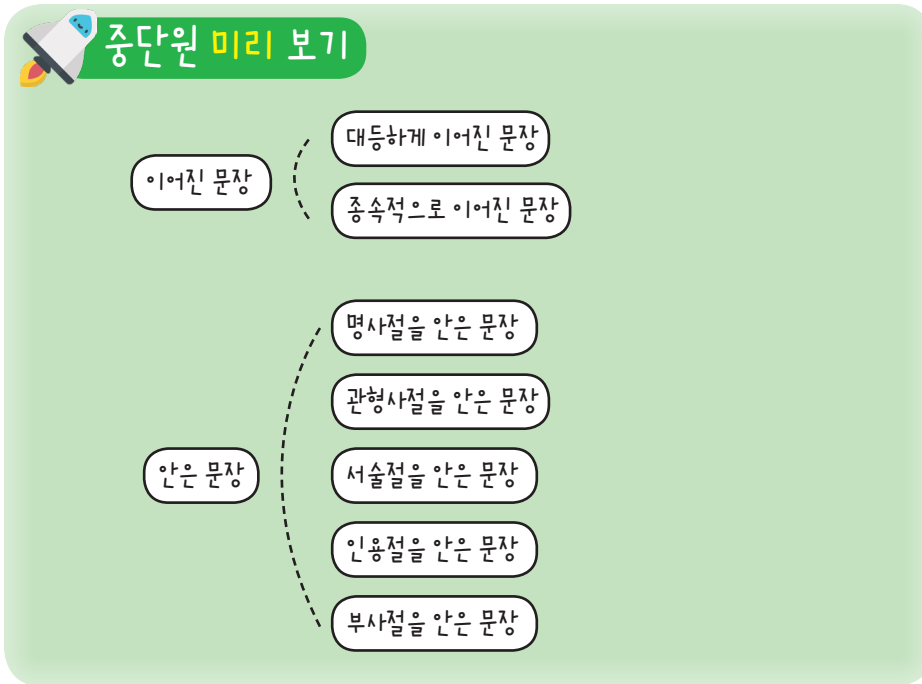 중단원 미리 보기
이어진 문장
대등하게 이어진 문장
종속적으로 이어진 문장
안은 문장
명사절을 안은 문장
관형사절을 안은 문장
서술절을 안은 문장
인용절을 안은 문장
부사절을 안은 문장